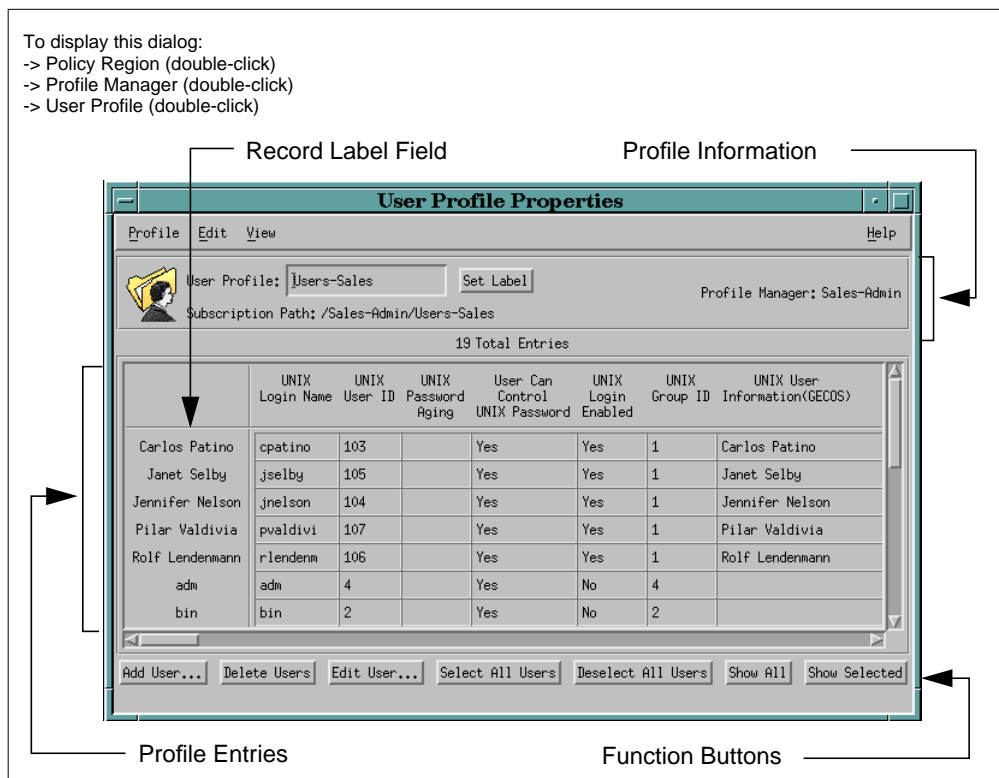 To display this dialog:
-> Policy Region (double-click)
-> Profile Manager (double-click)
-> User Profile (double-click)
Record Label Field
Profile Information
User Profile Properties
Profile Edit View Help
User Profile: Users-Sales Set Label
Profile Manager: Sales-Admin
Subscription Path: /Sales-Admin/Users-Sales
19 Total Entries
UNIX Login Name UNIX User ID UNIX Password Aging User Can Control UNIX Password UNIX Login Enabled UNIX Group ID UNIX User Information(GECOS)
Carlos Patino cpatino 103 Yes Yes 1 Carlos Patino
Janet Selby jselby 105 Yes Yes 1 Janet Selby
Jennifer Nelson jnelson 104 Yes Yes 1 Jennifer Nelson
Pilar Valdivia pvaldivi 107 Yes Yes 1 Pilar Valdivia
Rolf Lendenmann rlendenm 106 Yes Yes 1 Rolf Lendenmann
adm adm 4 Yes No 4
bin bin 2 Yes No 2
Add User... Delete Users Edit User... Select All Users Deselect All Users Show All Show Selected
Profile Entries
Function Buttons